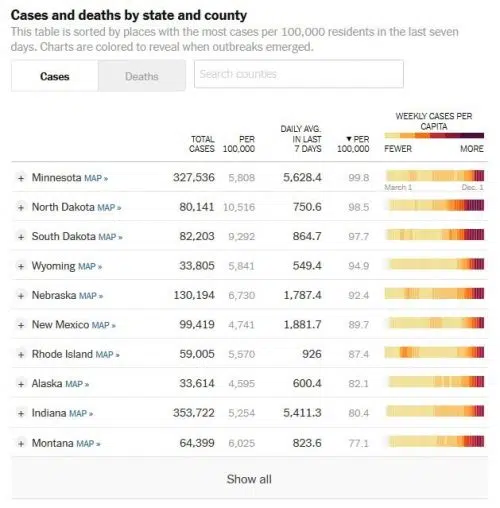 Cases and deaths by state and county
This table is sorted by places with the most cases per 100,000 residents in the last seven
days. Charts are colored to reveal when outbreaks emerged.
Cases Deaths Search counties
WEEKLY CASES PER
CAPITA
TOTAL
CASES
PER
100,000
DAILY AVG.
IN LAST
7 DAYS
▼ PER
100,000
FEWER MORE
+ Minnesota MAP » 327,536 5,808 5,628.4 99.8
March 1 Dec. 1
+ North Dakota MAP » 80,141 10,516 750.6 98.5
+ South Dakota MAP » 82,203 9,292 864.7 97.7
+ Wyoming MAP » 33,805 5,841 549.4 94.9
+ Nebraska MAP » 130,194 6,730 1,787.4 92.4
+ New Mexico MAP » 99,419 4,741 1,881.7 89.7
+ Rhode Island MAP » 59,005 5,570 926 87.4
+ Alaska MAP » 33,614 4,595 600.4 82.1
+ Indiana MAP » 353,722 5,254 5,411.3 80.4
+ Montana MAP » 64,399 6,025 823.6 77.1
Show all